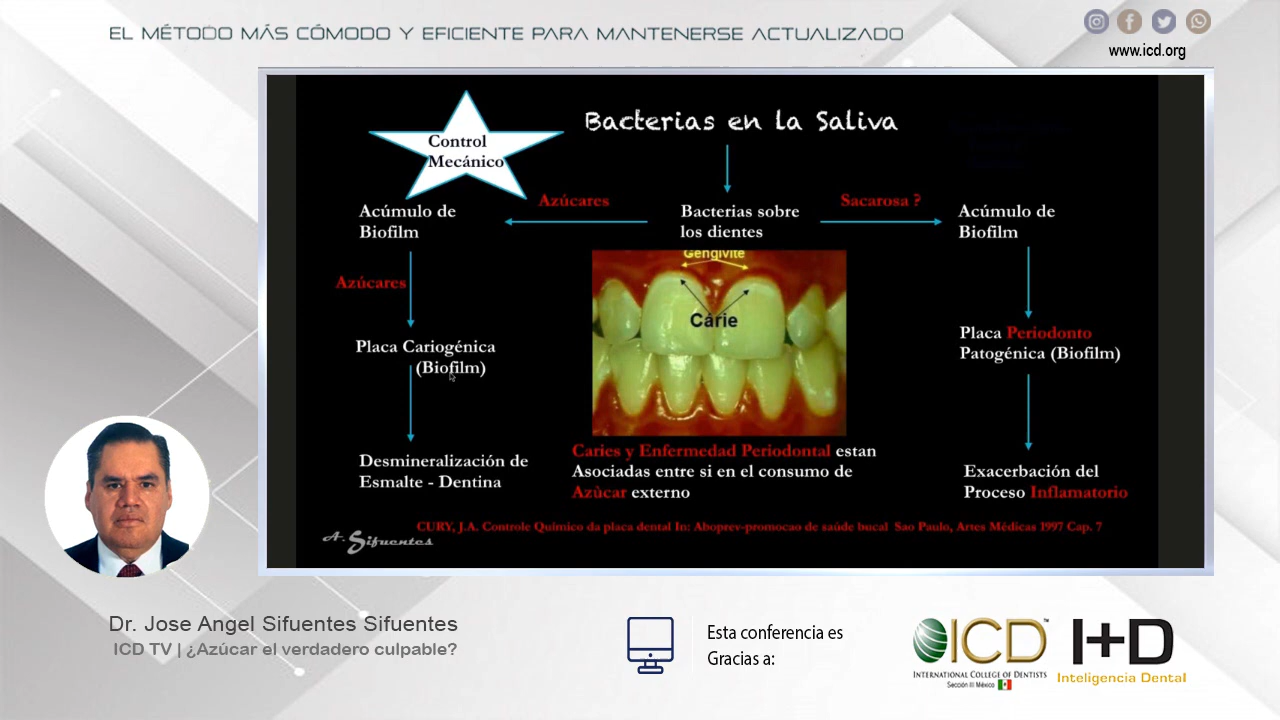 EL MÉTODO MÁS CÓMODO Y EFICIENTE PARA MANTENERSE ACTUALIZADO
www.icd.org
Control
Mecánico
Bacterias en la Saliva
Azúcares
Sacarosa ?
Acúmulo de
Biofilm
Bacterias sobre
los dientes
Acúmulo de
Biofilm
Gengivite
Cárie
Azúcares
Placa Cariogénica
(Biofilm)
Placa Periodonto
Patogénica (Biofilm)
Desmineralización de
Esmalte - Dentina
Caries y Enfermedad Periodontal estan
Asociadas entre si en el consumo de
Azùcar externo
Exacerbación del
Proceso Inflamatorio
CURY, J.A. Controle Químico da placa dental In: Aboprev-promocao de saúde bucal Sao Paulo, Artes Médicas 1997 Cap. 7
A. Sifuentes
Dr. Jose Angel Sifuentes Sifuentes
ICD TV | ¿Azúcar el verdadero culpable?
Esta conferencia es
Gracias a:
ICD™
INTERNATIONAL COLLEGE OF DENTISTS
Sección III México
I+D
Inteligencia Dental